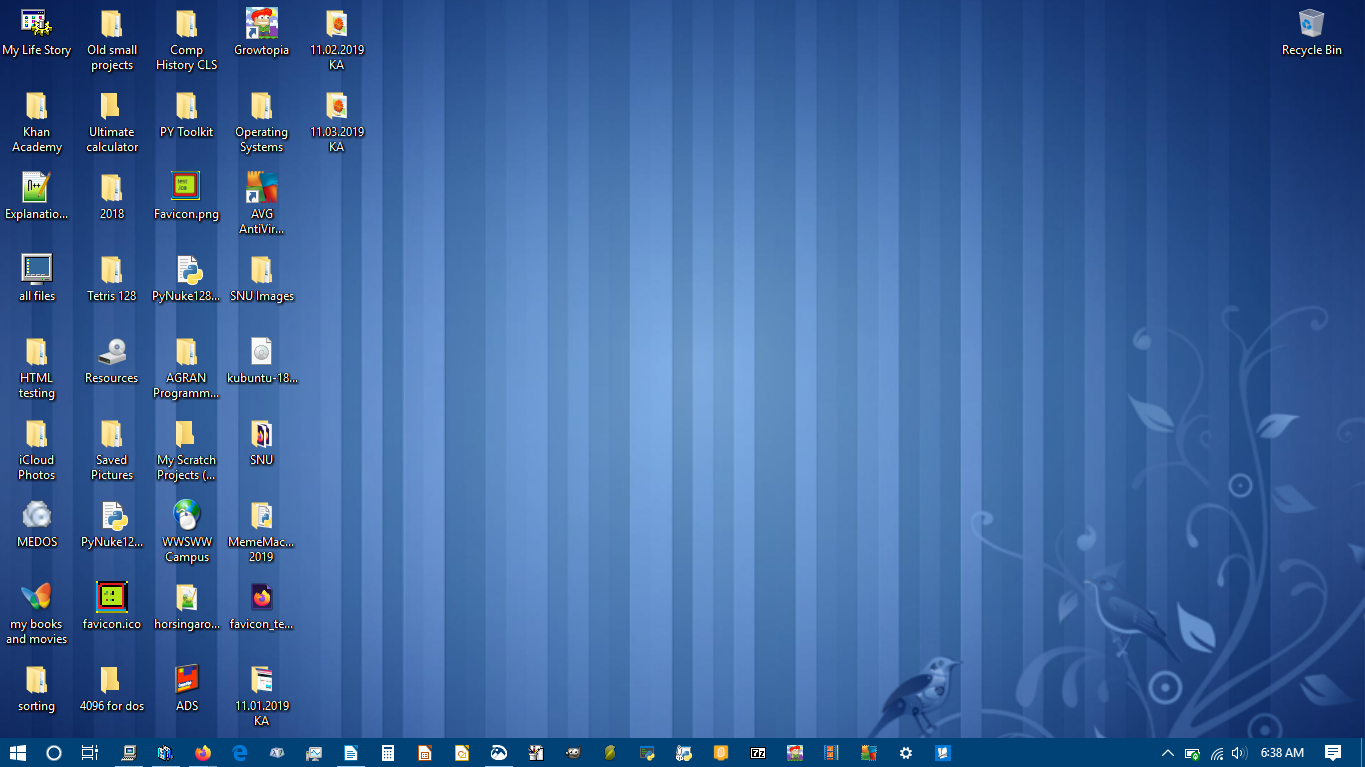 My Life Story
Old small
projects
Comp
History CLS
Growtopia
11.02.2019
KA
Recycle Bin
Khan
Academy
Ultimate
calculator
PY Toolkit
Operating
Systems
11.03.2019
KA
Explanatio...
2018
Favicon.png
AVG
AntiVir...
all files
Tetris 128
PyNuke128...
SNU Images
HTML
testing
Resources
AGRAN
Programm...
kubuntu-18...
iCloud
Photos
Saved
Pictures
My Scratch
Projects (...
SNU
MEDOS
PyNuke12...
WWSWW
Campus
MemeMac...
2019
my books
and movies
favicon.ico
horsingaro...
favicon_te...
sorting
4096 for dos
ADS
11.01.2019
KA
6:38 AM